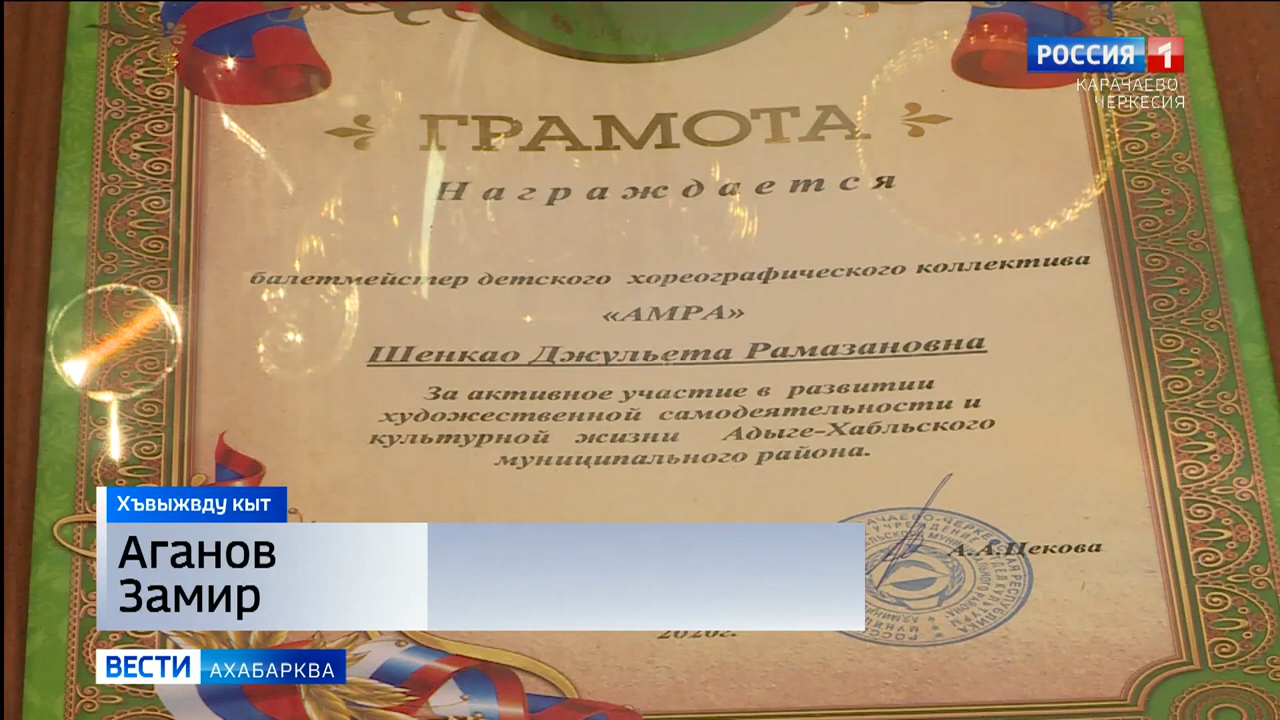 РОССИЯ 1
КАРАЧАЕВО
ЧЕРКЕСИЯ
ГРАМОТА
Награждается
балетмейстер детского хореографического коллектива
«АМРА»
Шенкао Джульета Рамазановна
За активное участие в развитии
художественной самодеятельности и
культурной жизни Адыге-Хабльского
муниципального района.
А.А.Цекова
2020г.
Хъвыжвду кыт
Аганов
Замир
ВЕСТИ АХАБАРКВА